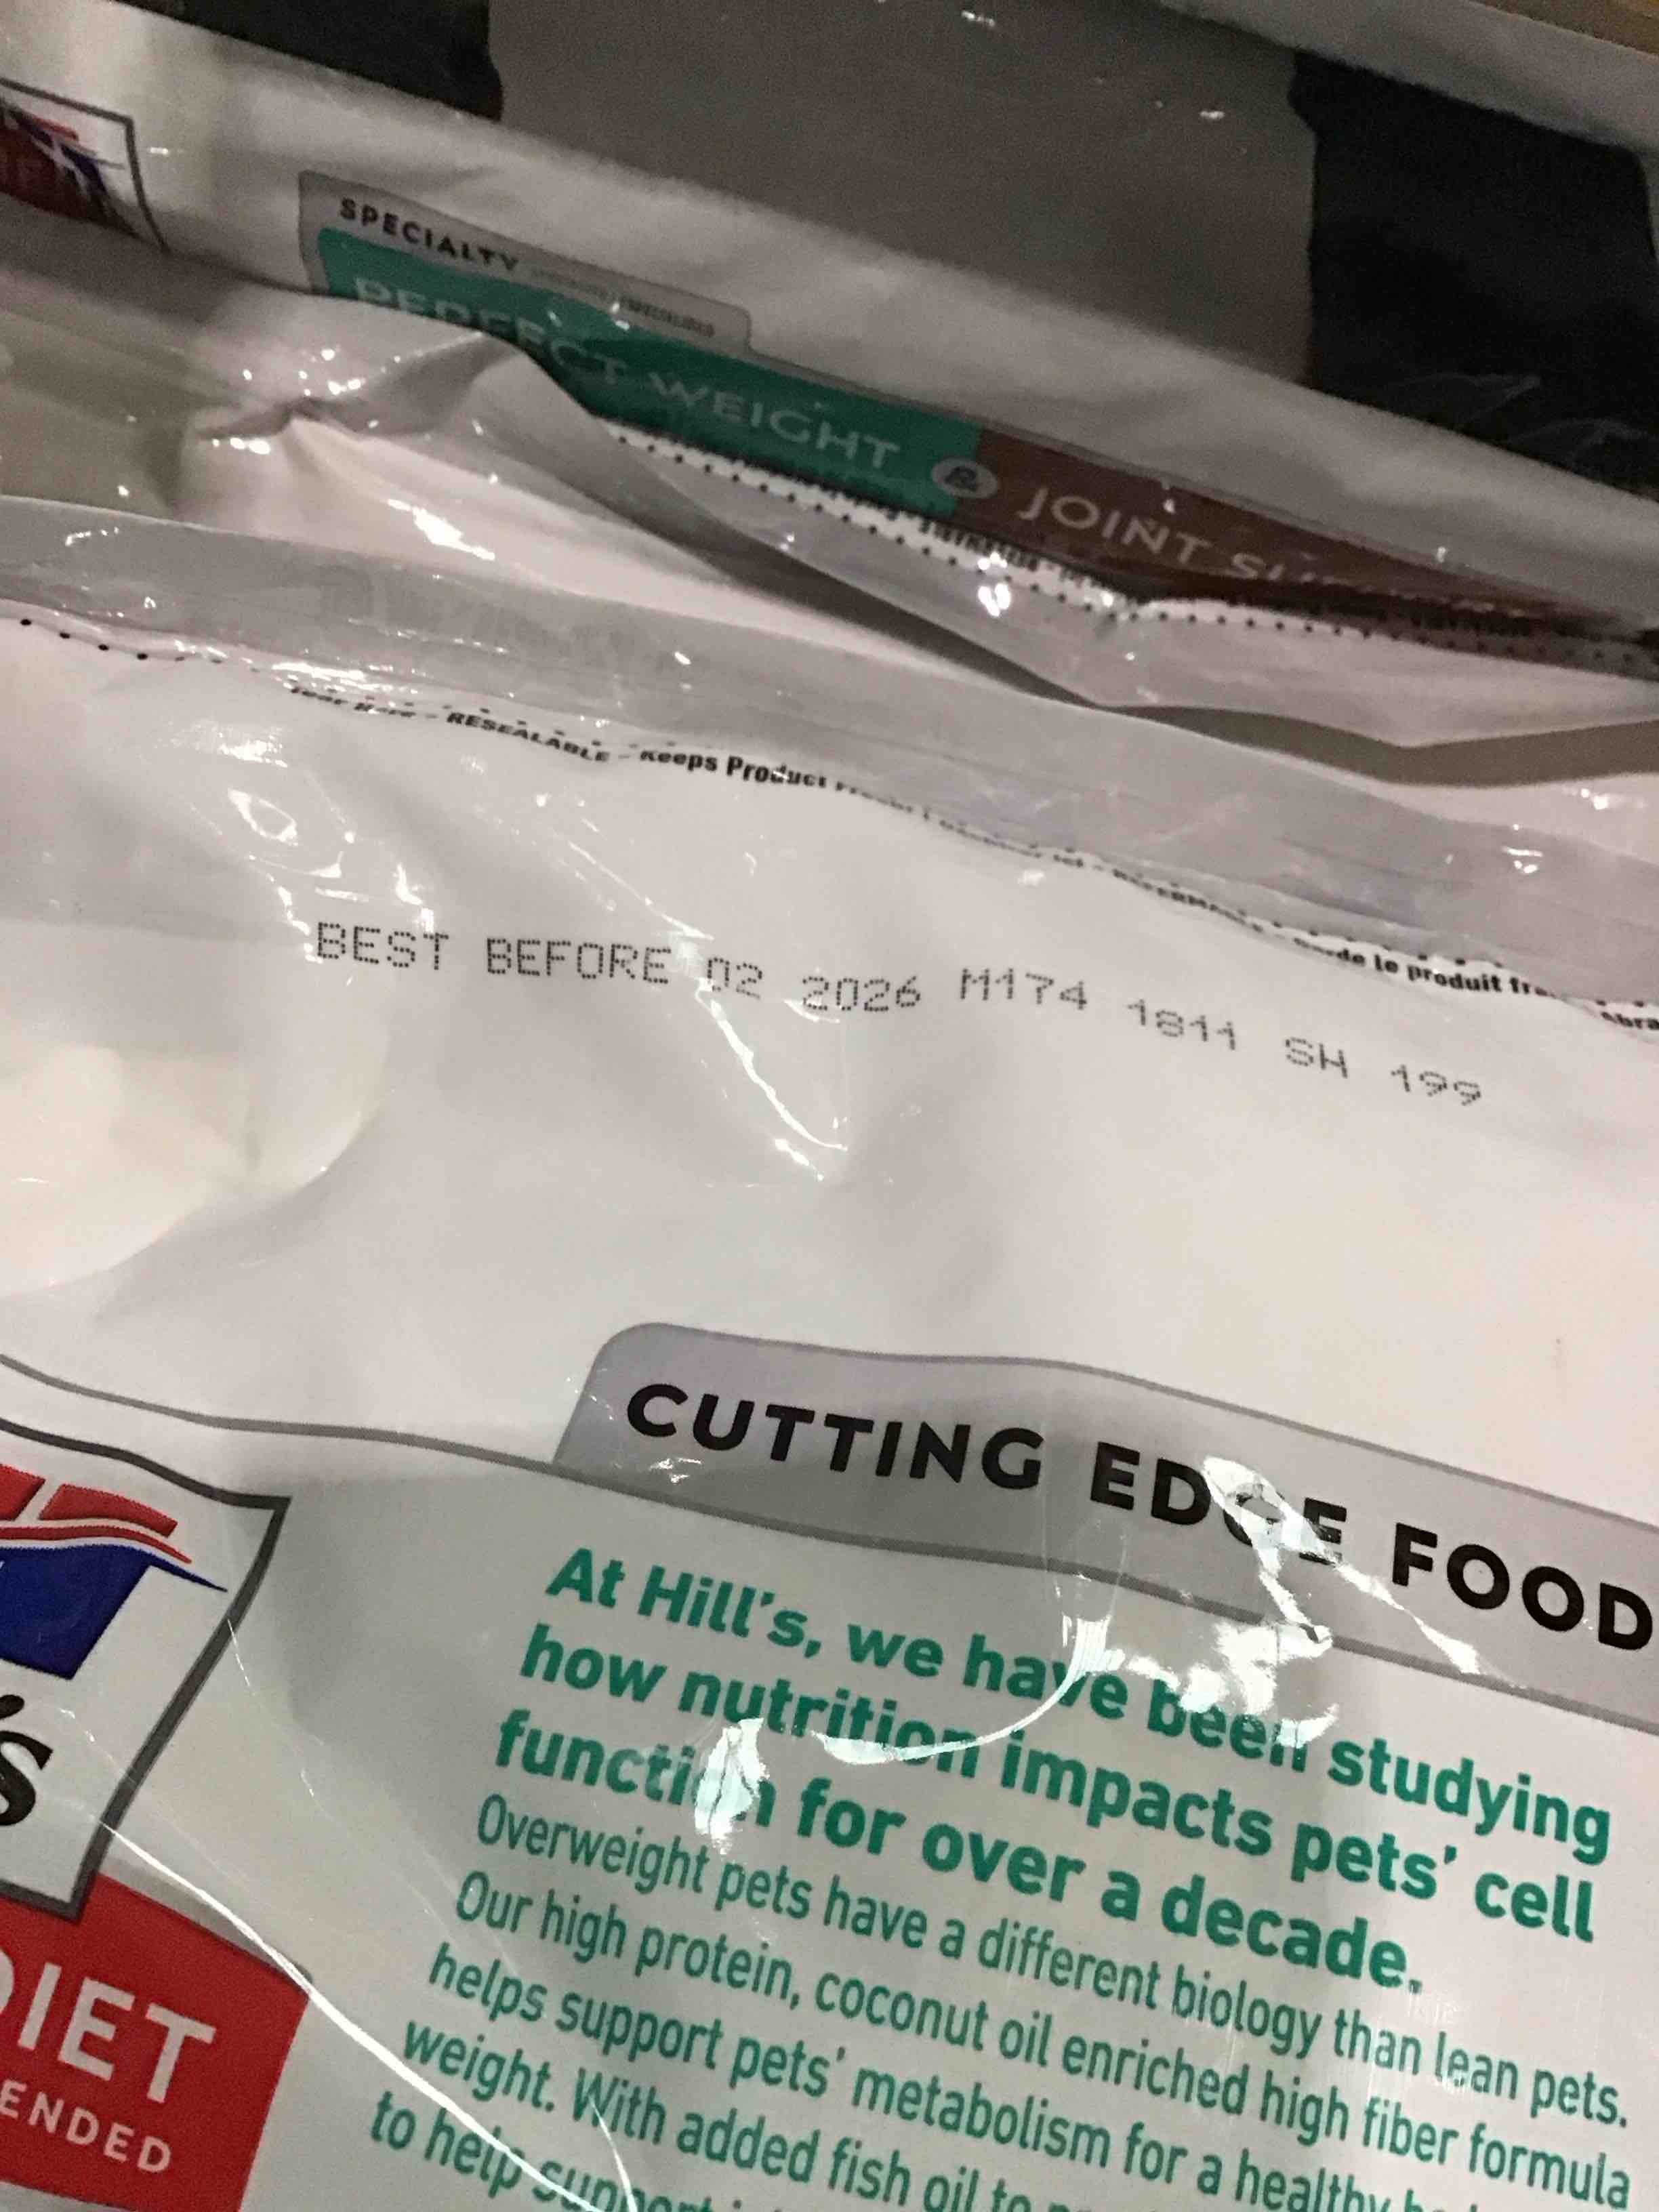 SPECIALTY
PERFECT WEIGHT & JOINT
RESEALABLE - Keeps Product
le produit
BEST BEFORE 02 2026 M174 1811 SH 199
CUTTING EDGE FOOD
At Hill's, we have been studying
how nutrition impacts pets' cell
function for over a decade.
Overweight pets have a different biology than lean pets.
Our high protein, coconut oil enriched high fiber formula
helps support pets' metabolism for a healthy
weight. With added fish oil to
to help
's
DIET
ENDED